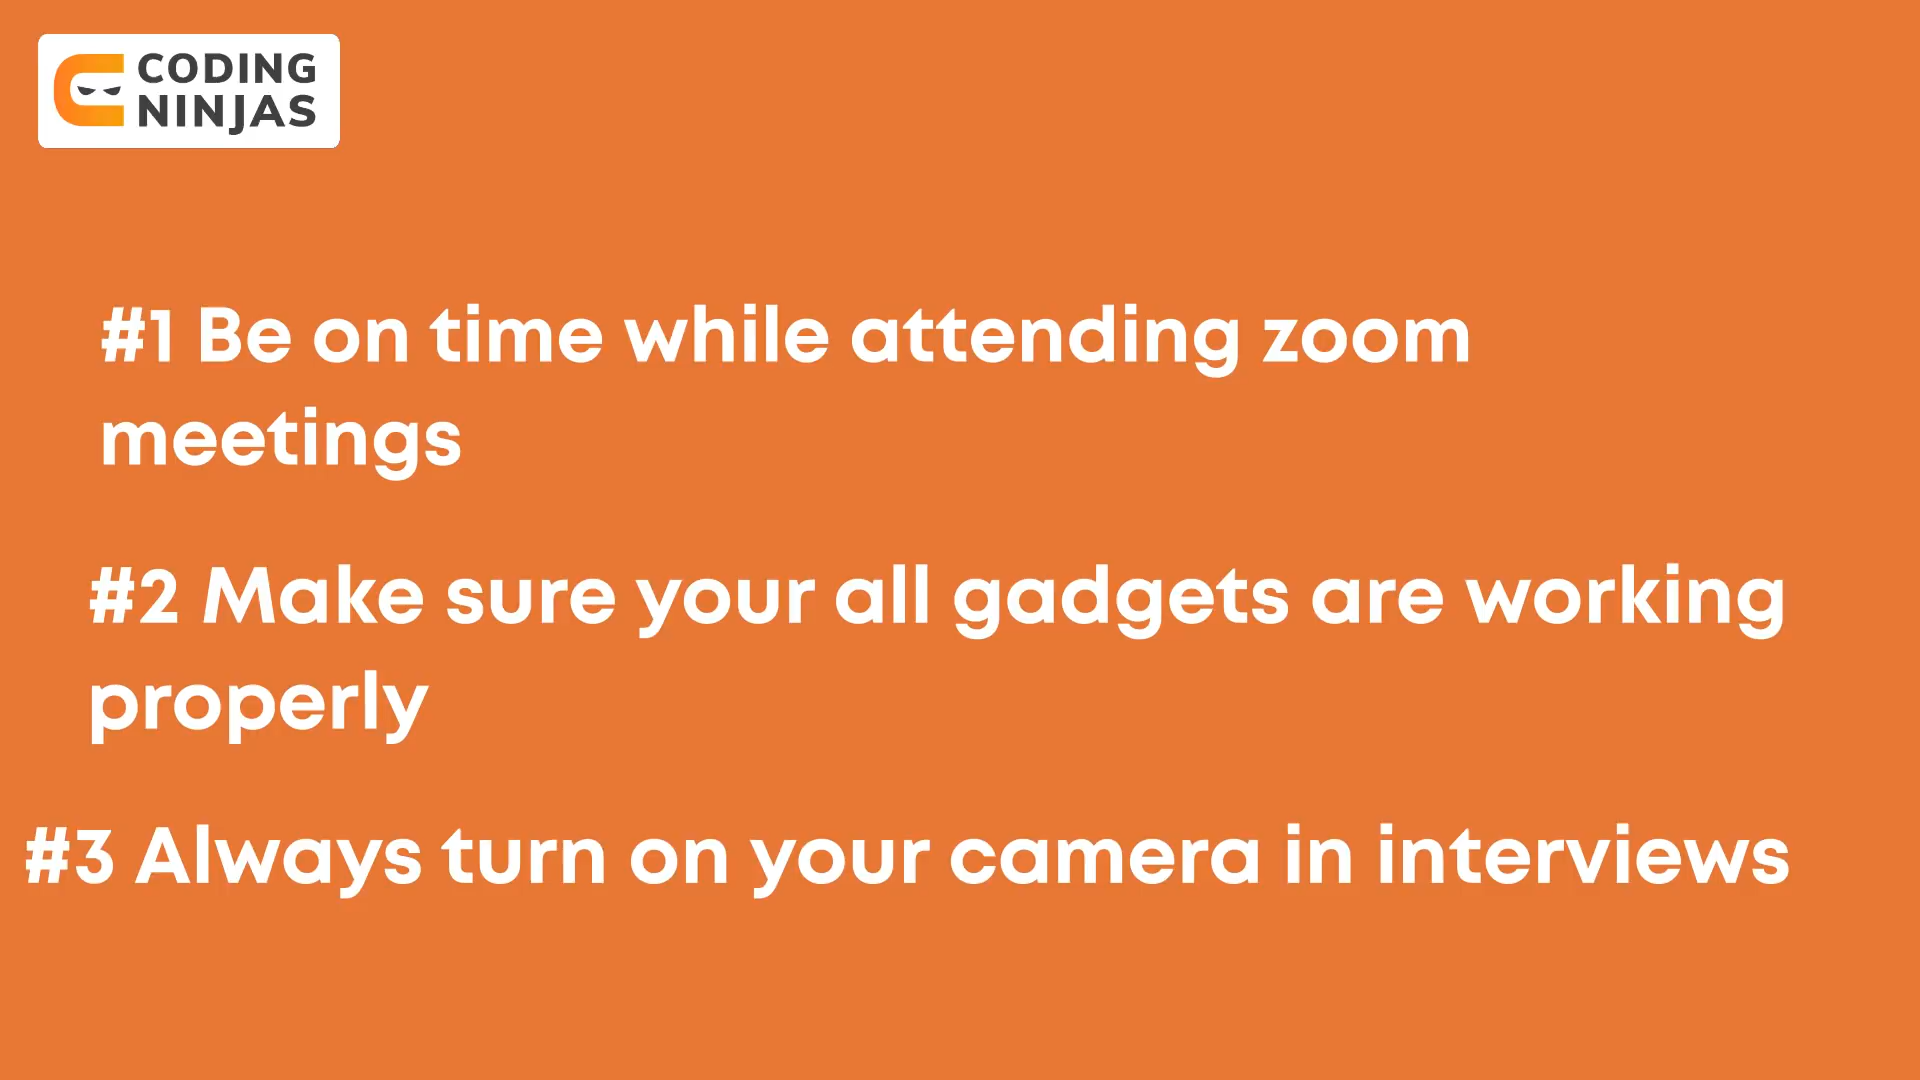 CODING
NINJAS
#1 Be on time while attending zoom
meetings
#2 Make sure your all gadgets are working
properly
#3 Always turn on your camera in interviews